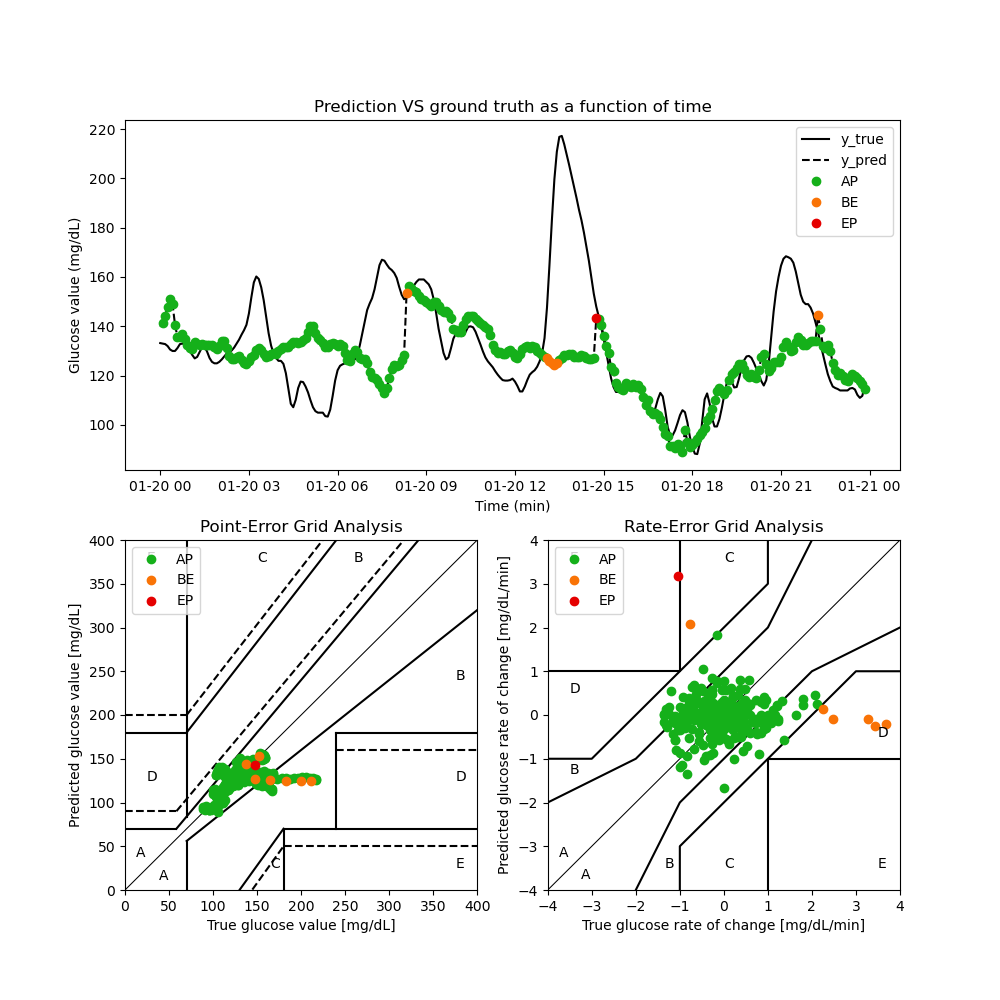 Prediction VS ground truth as a function of time
Glucose value (mg/dL)
220
200
180
160
140
120
100
y_true
y_pred
AP
BE
EP
01-20 00 01-20 03 01-20 06 01-20 09 01-20 12 01-20 15 01-20 18 01-20 21 01-21 00
Time (min)
Point-Error Grid Analysis
Predicted glucose value [mg/dL]
400
350
300
250
200
150
100
50
0
AP
BE
EP
C
B
B
D
D
A
A
C
E
0 50 100 150 200 250 300 350 400
True glucose value [mg/dL]
Rate-Error Grid Analysis
Predicted glucose rate of change [mg/dL/min]
4
3
2
1
0
−1
−2
−3
−4
AP
BE
EP
C
D
D
B
A
A
B
C
E
−4 −3 −2 −1 0 1 2 3 4
True glucose rate of change [mg/dL/min]